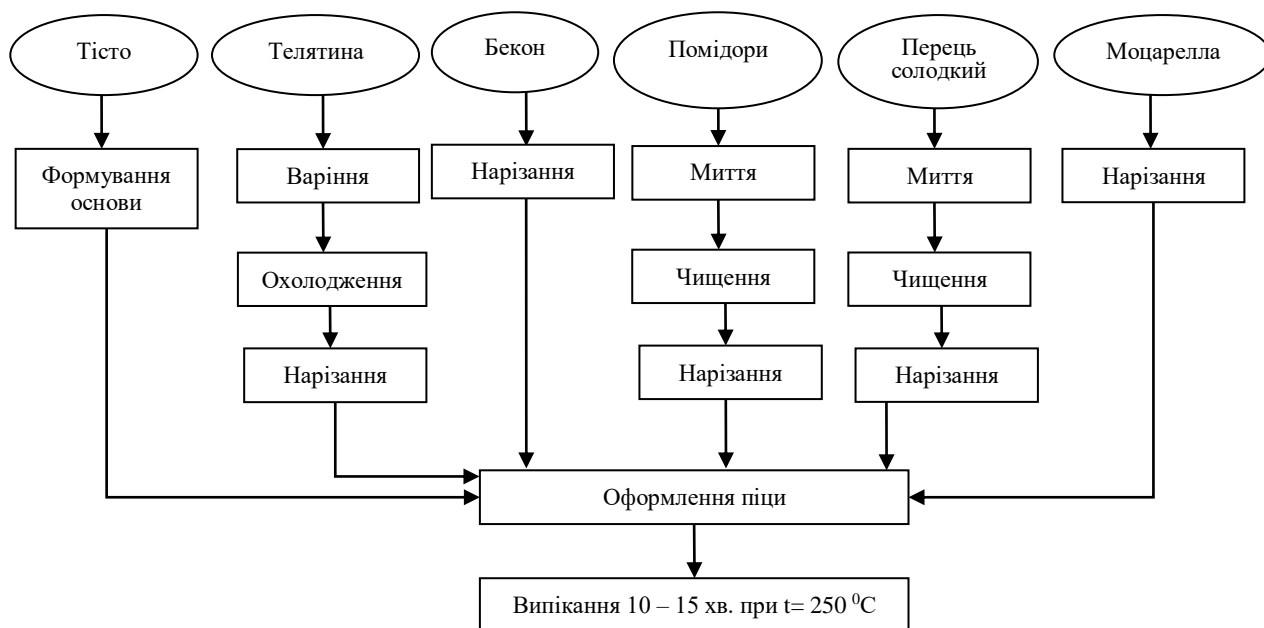 Тісто
Телятина
Бекон
Помідори
Перець
солодкий
Моцарелла
Формування
основи
Варіння
Нарізання
Миття
Миття
Нарізання
Охолодження
Чищення
Чищення
Нарізання
Нарізання
Нарізання
Оформлення піци
Випікання 10 – 15 хв. при t= 250 ⁰С